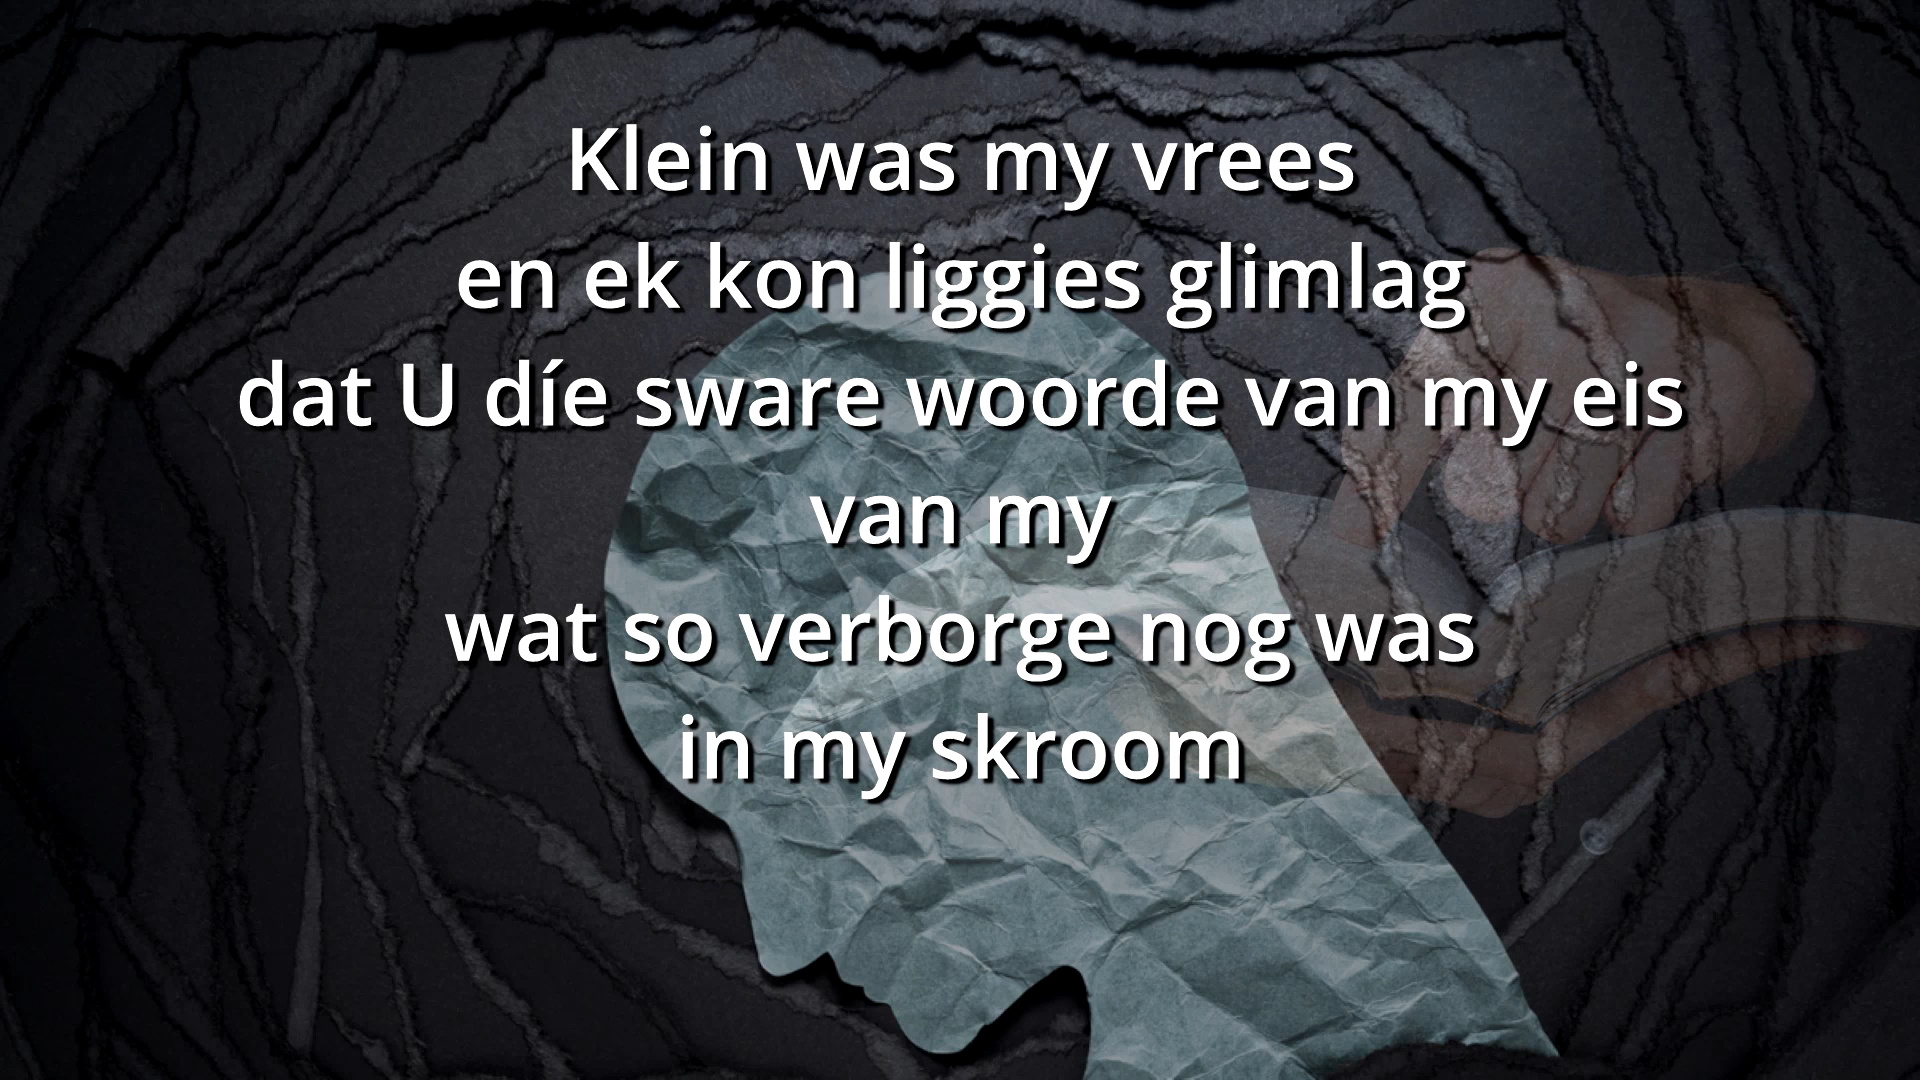 Klein was my vrees
en ek kon liggies glimlag
dat U díe sware woorde van my eis
van my
wat so verborge nog was
in my skroom